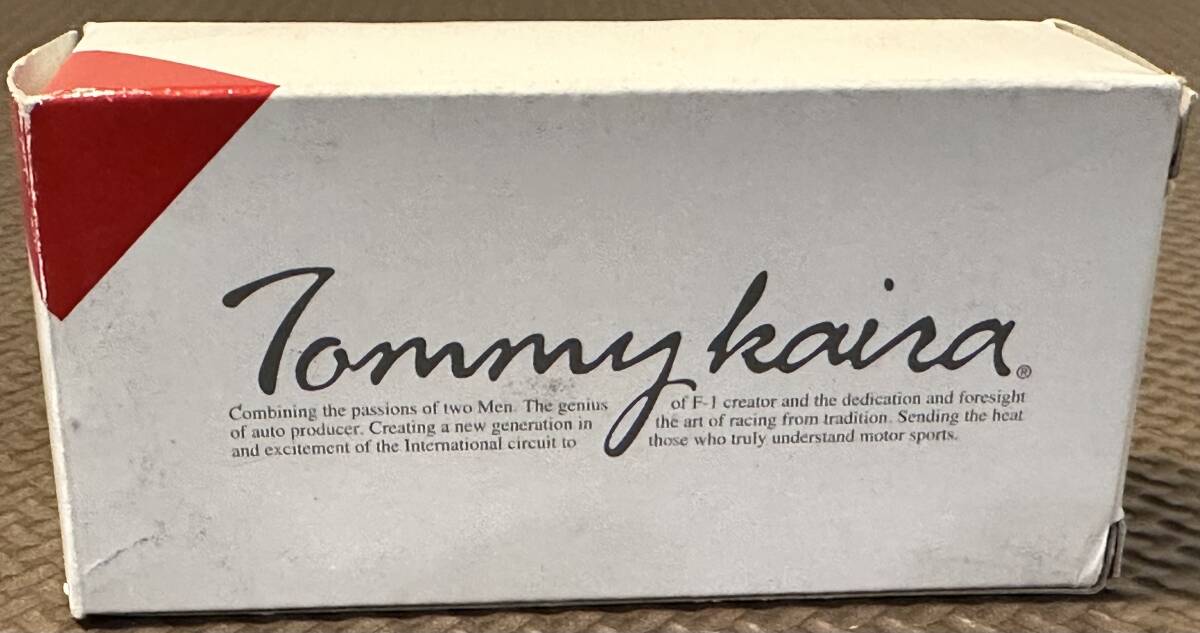 Tommykaira®
Combining the passions of two Men. The genius of F-1 creator and the dedication and foresight
of auto producer. Creating a new generation in the art of racing from tradition. Sending the heat
and excitement of the International circuit to those who truly understand motor sports.